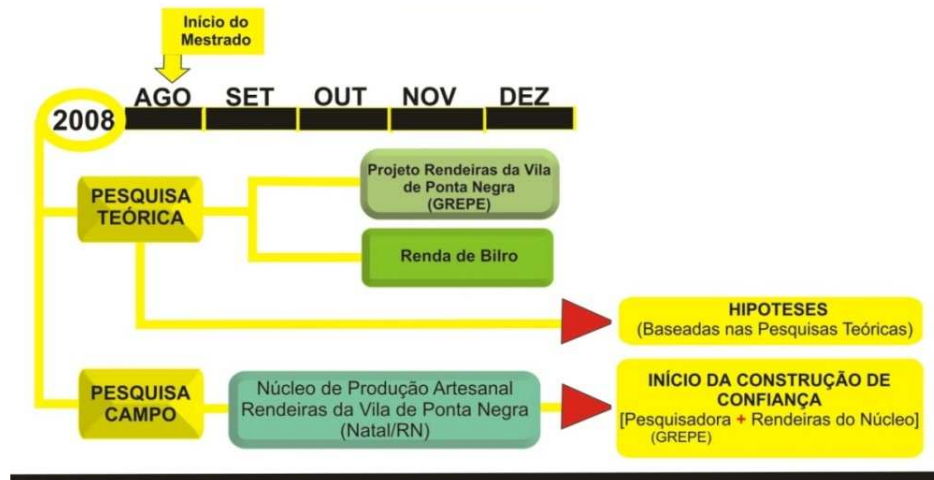 Início do
Mestrado
AGO SET OUT NOV DEZ
2008
Projeto Rendeiras da Vila
de Ponta Negra
(GREPE)
PESQUISA
TEÓRICA
Renda de Bilro
HIPOTESES
(Baseadas nas Pesquisas Teóricas)
PESQUISA
CAMPO
Núcleo de Produção Artesanal
Rendeiras da Vila de Ponta Negra
(Natal/RN)
INÍCIO DA CONSTRUÇÃO DE
CONFIANÇA
[Pesquisadora + Rendeiras do Núcleo]
(GREPE)